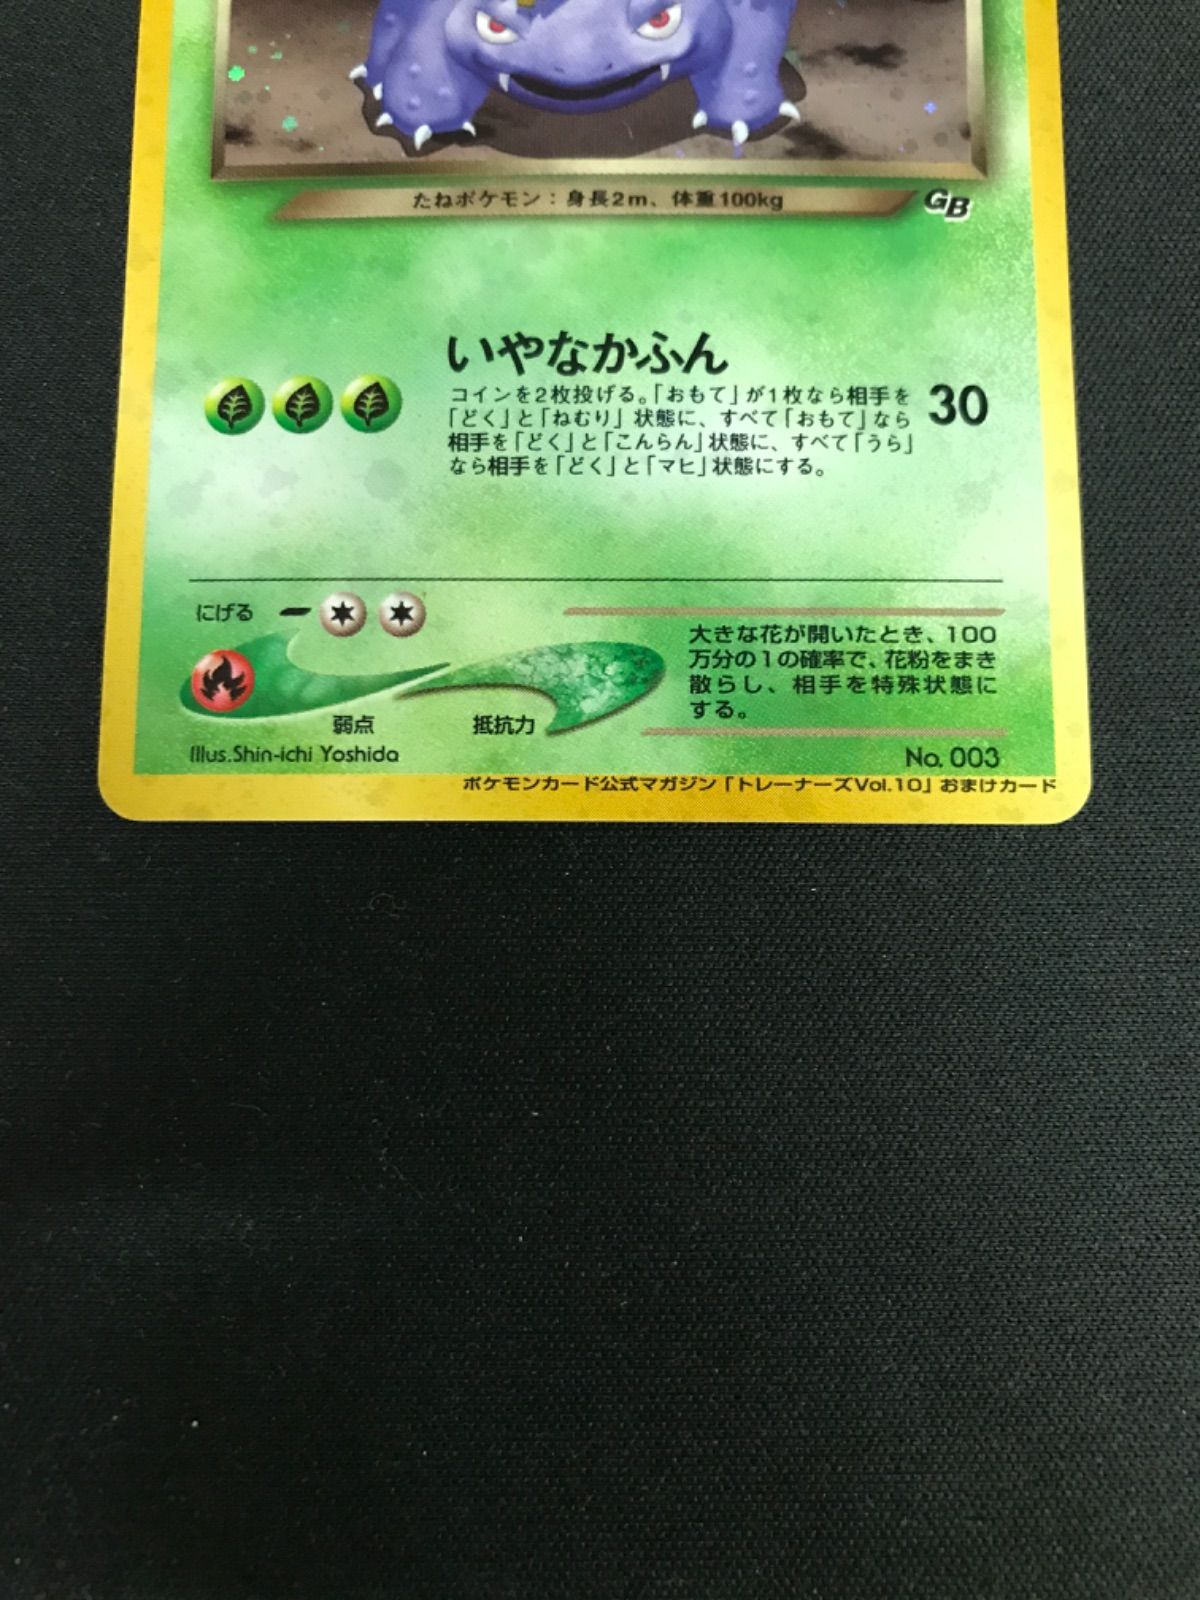 たねポケモン：身長2m、体重100kg
GB
いやなかふん
コインを2枚投げる。「おもて」が1枚なら相手を
「どく」と「ねむり」状態に、すべて「おもて」なら
相手を「どく」と「こんらん」状態に、すべて「うら」
なら相手を「どく」と「マヒ」状態にする。
30
にげる
大きな花が開いたとき、100
万分の1の確率で、花粉をまき
散らし、相手を特殊状態に
する。
弱点
抵抗力
Illus.Shin-ichi Yoshida
No. 003
ポケモンカード公式マガジン「トレーナーズVol.10」おまけカード